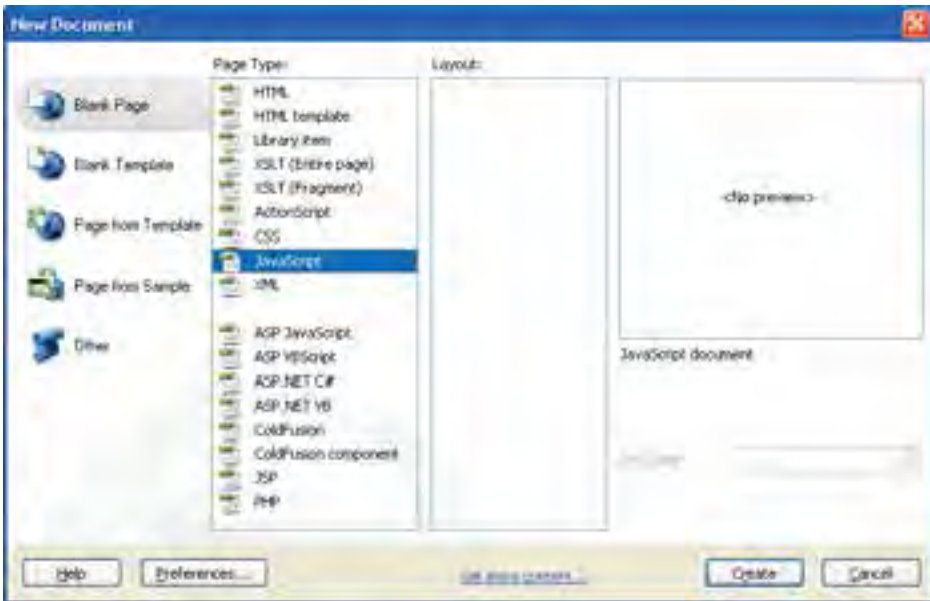 New Document
Page Type:
Layout:
Blank Page
Blank Template
Page from Template
Page from Sample
Other
HTML
HTML template
Library item
XSLT (Entire page)
XSLT (Fragment)
ActionScript
CSS
JavaScript
XML
ASP JavaScript
ASP VBScript
ASP.NET C#
ASP.NET VB
ColdFusion
ColdFusion component
JSP
PHP
<No preview>
JavaScript document
Help
Preferences...
Get more content...
Create
Cancel